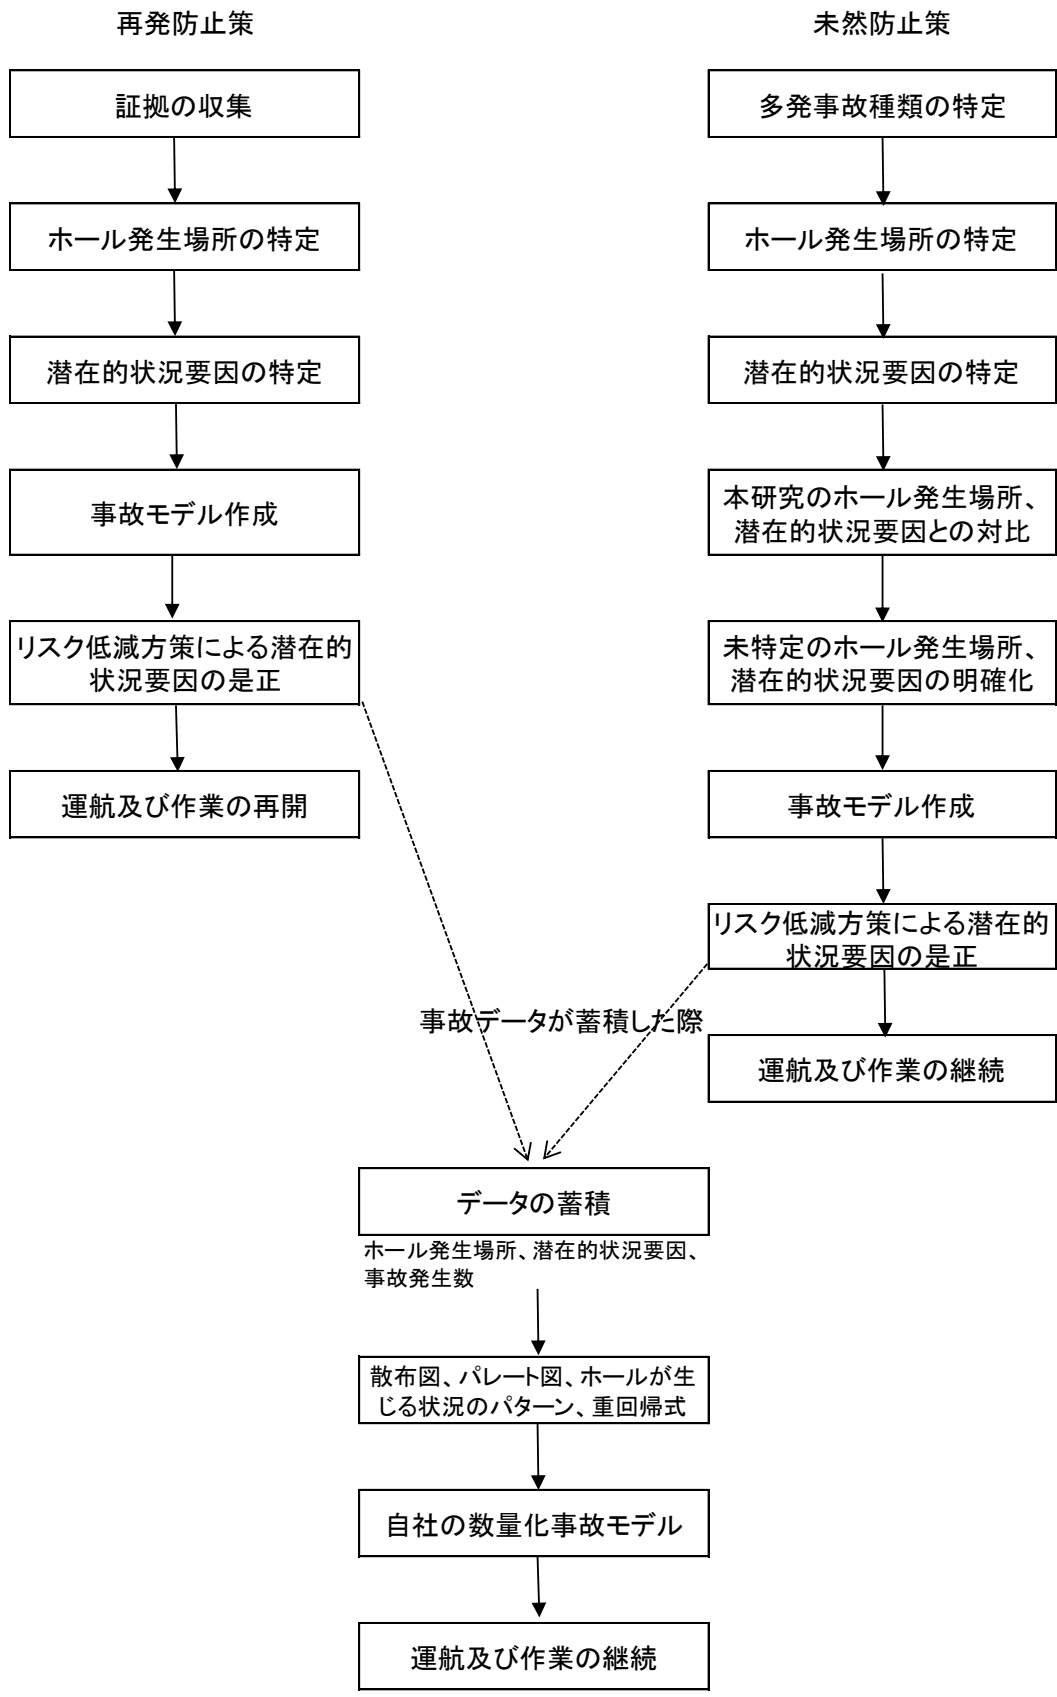 再発防止策
証拠の収集
ホール発生場所の特定
潜在的状況要因の特定
事故モデル作成
リスク低減方策による潜在的
状況要因の是正
運航及び作業の再開
未然防止策
多発事故種類の特定
ホール発生場所の特定
潜在的状況要因の特定
本研究のホール発生場所、
潜在的状況要因との対比
未特定のホール発生場所、
潜在的状況要因の明確化
事故モデル作成
リスク低減方策による潜在的
状況要因の是正
運航及び作業の継続
事故データが蓄積した際
データの蓄積
ホール発生場所、潜在的状況要因、
事故発生数
散布図、パレート図、ホールが生
じる状況のパターン、重回帰式
自社の数量化事故モデル
運航及び作業の継続